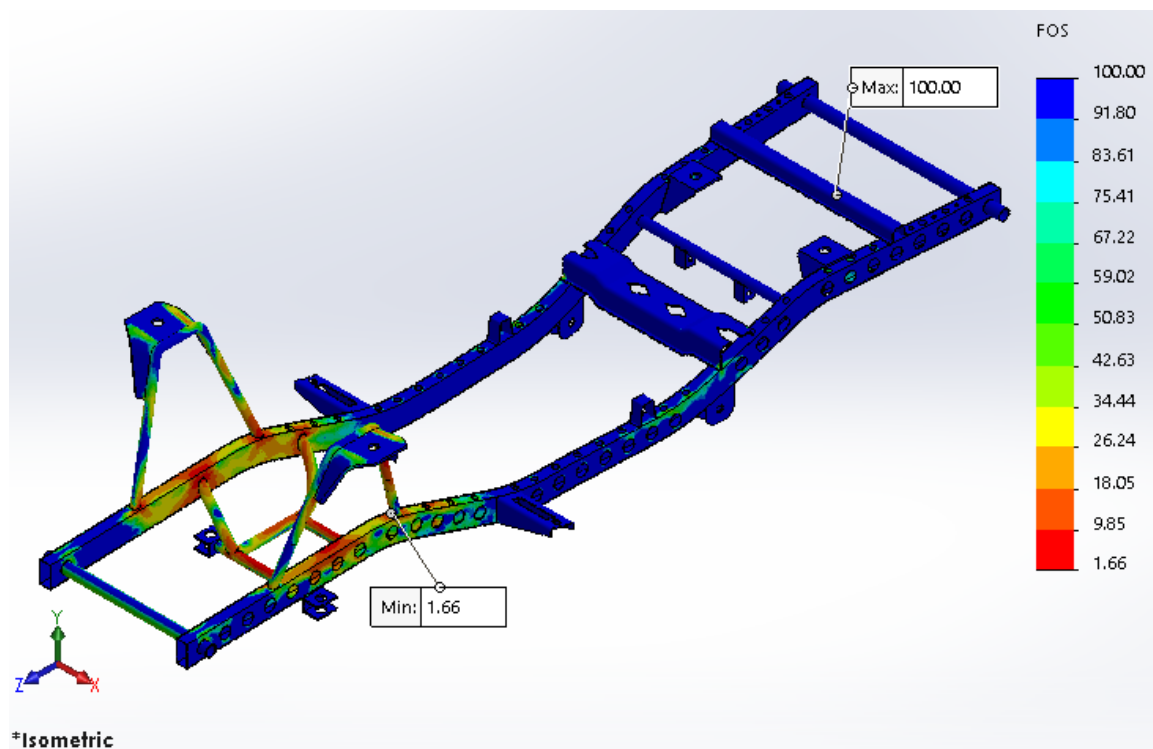 FOS
100.00
91.80
83.61
75.41
67.22
59.02
50.83
42.63
34.44
26.24
18.05
9.85
1.66
Max: 100.00
Min: 1.66
Y
Z
X
*Isometric